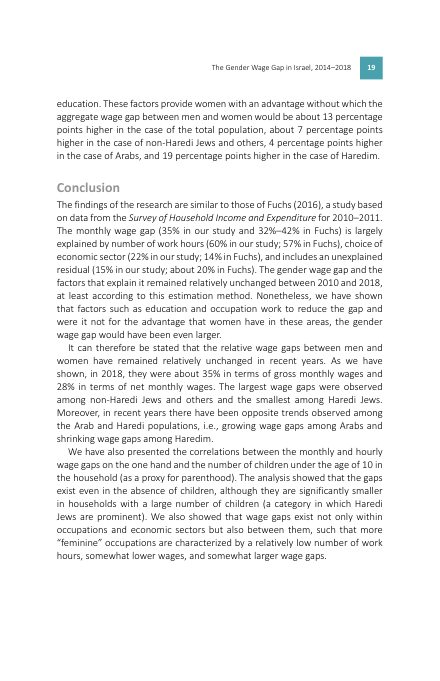 The Gender Wage Gap in Israel, 2014–2018 19
education. These factors provide women with an advantage without which the
aggregate wage gap between men and women would be about 13 percentage
points higher in the case of the total population, about 7 percentage points
higher in the case of non-Haredi Jews and others, 4 percentage points higher
in the case of Arabs, and 19 percentage points higher in the case of Haredim.
Conclusion
The findings of the research are similar to those of Fuchs (2016), a study based
on data from the Survey of Household Income and Expenditure for 2010–2011.
The monthly wage gap (35% in our study and 32%–42% in Fuchs) is largely
explained by number of work hours (60% in our study; 57% in Fuchs), choice of
economic sector (22% in our study; 14% in Fuchs), and includes an unexplained
residual (15% in our study; about 20% in Fuchs). The gender wage gap and the
factors that explain it remained relatively unchanged between 2010 and 2018,
at least according to this estimation method. Nonetheless, we have shown
that factors such as education and occupation work to reduce the gap and
were it not for the advantage that women have in these areas, the gender
wage gap would have been even larger.
It can therefore be stated that the relative wage gaps between men and
women have remained relatively unchanged in recent years. As we have
shown, in 2018, they were about 35% in terms of gross monthly wages and
28% in terms of net monthly wages. The largest wage gaps were observed
among non-Haredi Jews and others and the smallest among Haredi Jews.
Moreover, in recent years there have been opposite trends observed among
the Arab and Haredi populations, i.e., growing wage gaps among Arabs and
shrinking wage gaps among Haredim.
We have also presented the correlations between the monthly and hourly
wage gaps on the one hand and the number of children under the age of 10 in
the household (as a proxy for parenthood). The analysis showed that the gaps
exist even in the absence of children, although they are significantly smaller
in households with a large number of children (a category in which Haredi
Jews are prominent). We also showed that wage gaps exist not only within
occupations and economic sectors but also between them, such that more
“feminine” occupations are characterized by a relatively low number of work
hours, somewhat lower wages, and somewhat larger wage gaps.